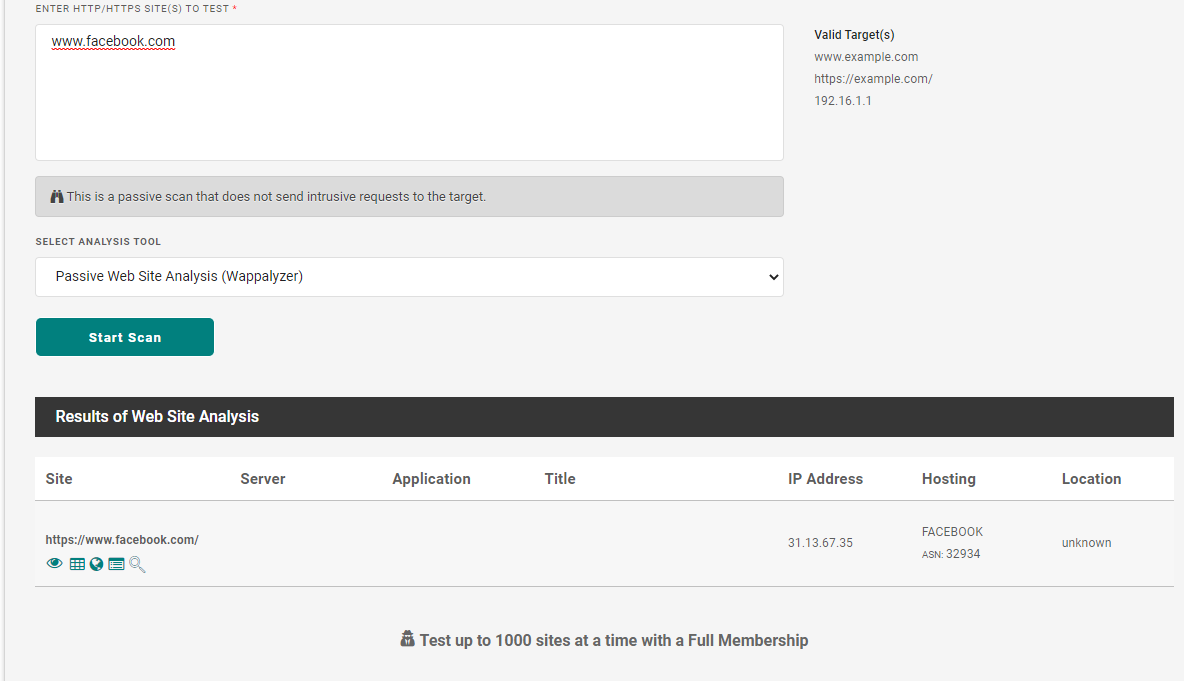 ENTER HTTP/HTTPS SITE(S) TO TEST *
www.facebook.com
Valid Target(s)
www.example.com
https://example.com/
192.16.1.1
This is a passive scan that does not send intrusive requests to the target.
SELECT ANALYSIS TOOL
Passive Web Site Analysis (Wappalyzer)
Start Scan
Results of Web Site Analysis
Site Server Application Title IP Address Hosting Location
https://www.facebook.com/ 31.13.67.35 FACEBOOK unknown
ASN: 32934
Test up to 1000 sites at a time with a Full Membership